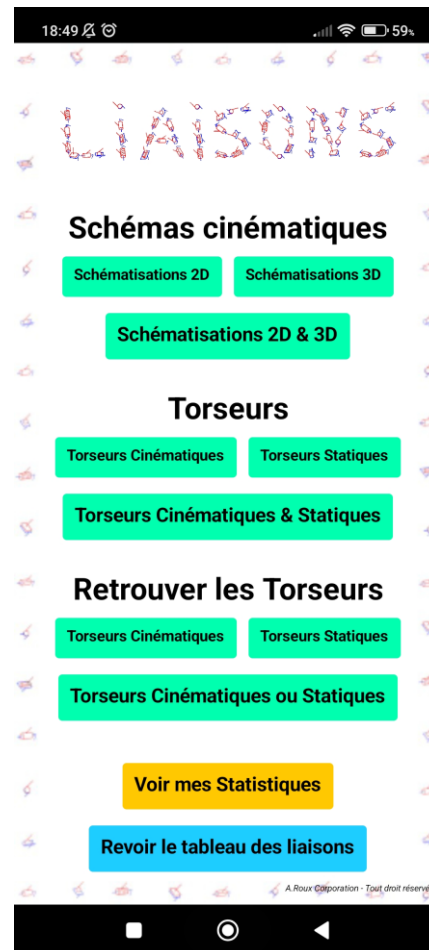 18:49 59%
LIAISONS
Schémas cinématiques
Schématisations 2D Schématisations 3D
Schématisations 2D & 3D
Torseurs
Torseurs Cinématiques Torseurs Statiques
Torseurs Cinématiques & Statiques
Retrouver les Torseurs
Torseurs Cinématiques Torseurs Statiques
Torseurs Cinématiques ou Statiques
Voir mes Statistiques
Revoir le tableau des liaisons
A.Roux Corporation - Tout droit réservé